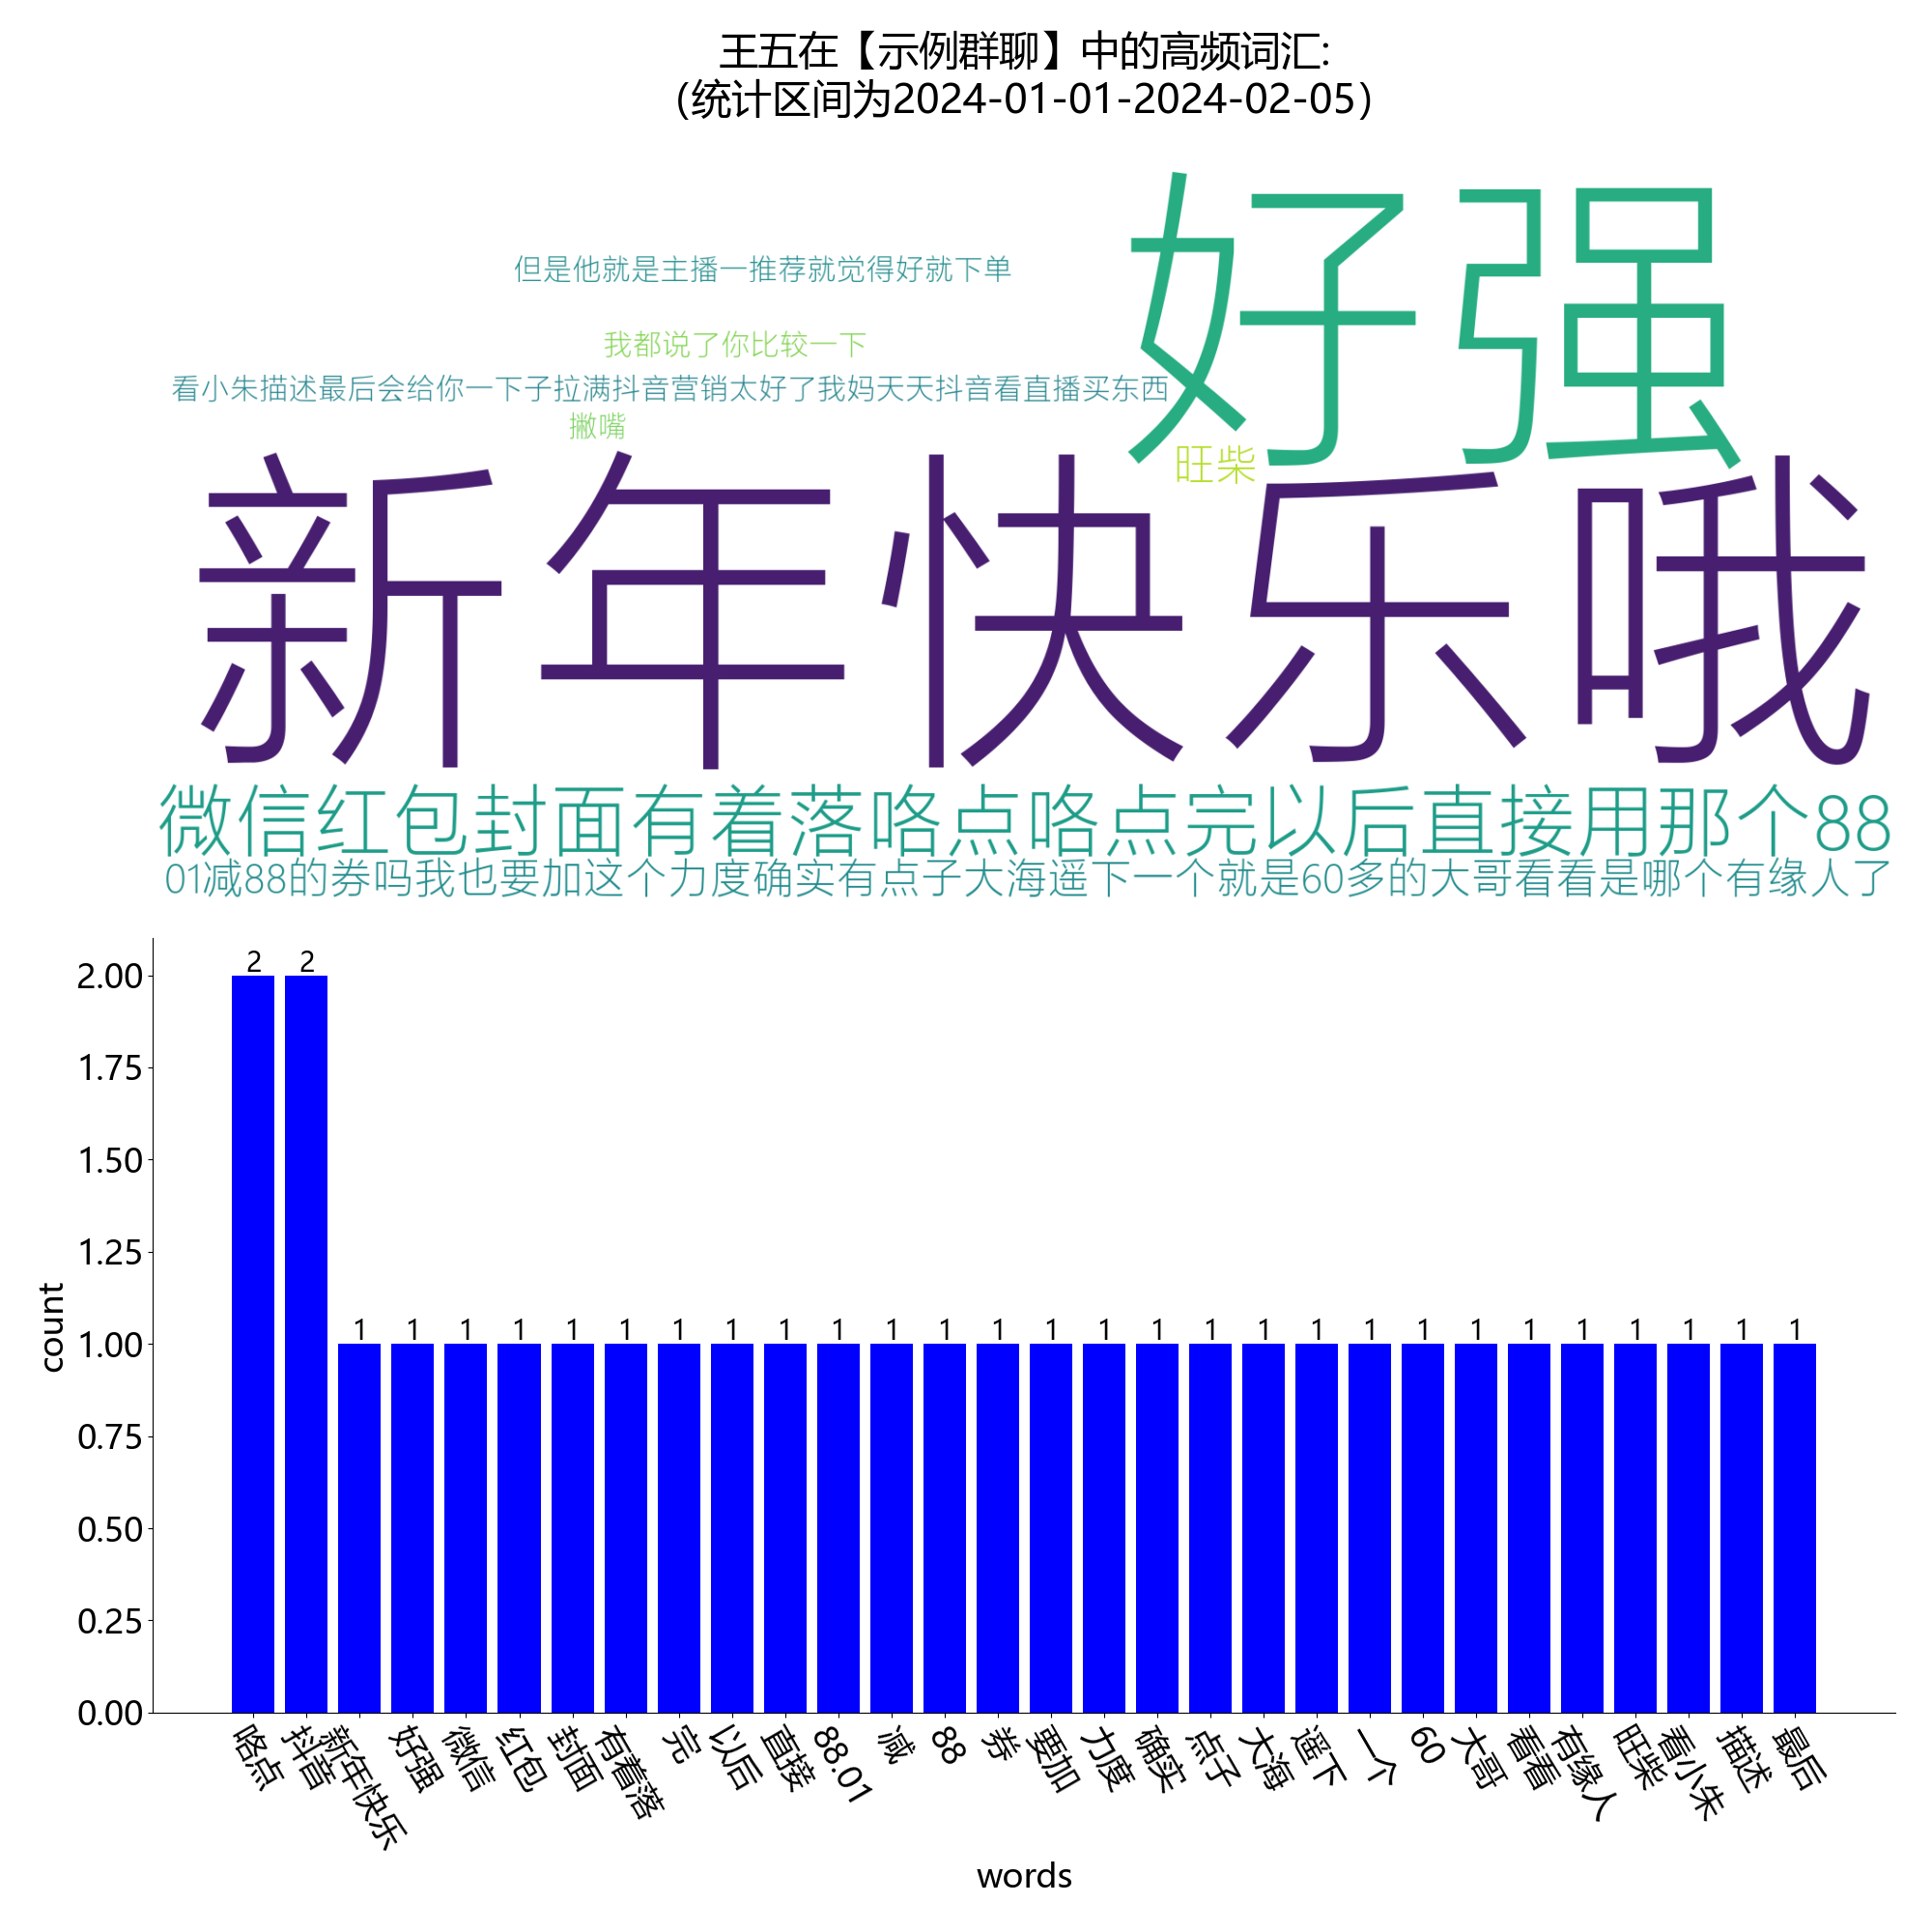 王五在【示例群聊】中的高频词汇:
（统计区间为2024-01-01-2024-02-05）
好强
但是他就是主播一推荐就觉得好就下单
我都说了你比较一下
看小朱描述最后会给你一下子拉满抖音营销太好了我妈天天抖音看直播买东西
撇嘴
旺柴
新年快乐哦
微信红包封面有着落咯点咯点完以后直接用那个88
01减88的券吗我也要加这个力度确实有点子大海遥下一个就是60多的大哥看看是哪个有缘人了
2 2 1 1 1 1 1 1 1 1 1 1 1 1 1 1 1 1 1 1 1 1 1 1 1 1 1 1 1 1
2.00
1.75
1.50
1.25
1.00
0.75
0.50
0.25
0.00
count
咯点 抖音 新年快乐 好强 微信 红包 封面 有着落 完 以后 直接 88.01 减 88 券 要加 力度 确实 点子 大海 遥下 一个 60 大哥 看看 有缘人 旺柴 看小朱 描述 最后
words